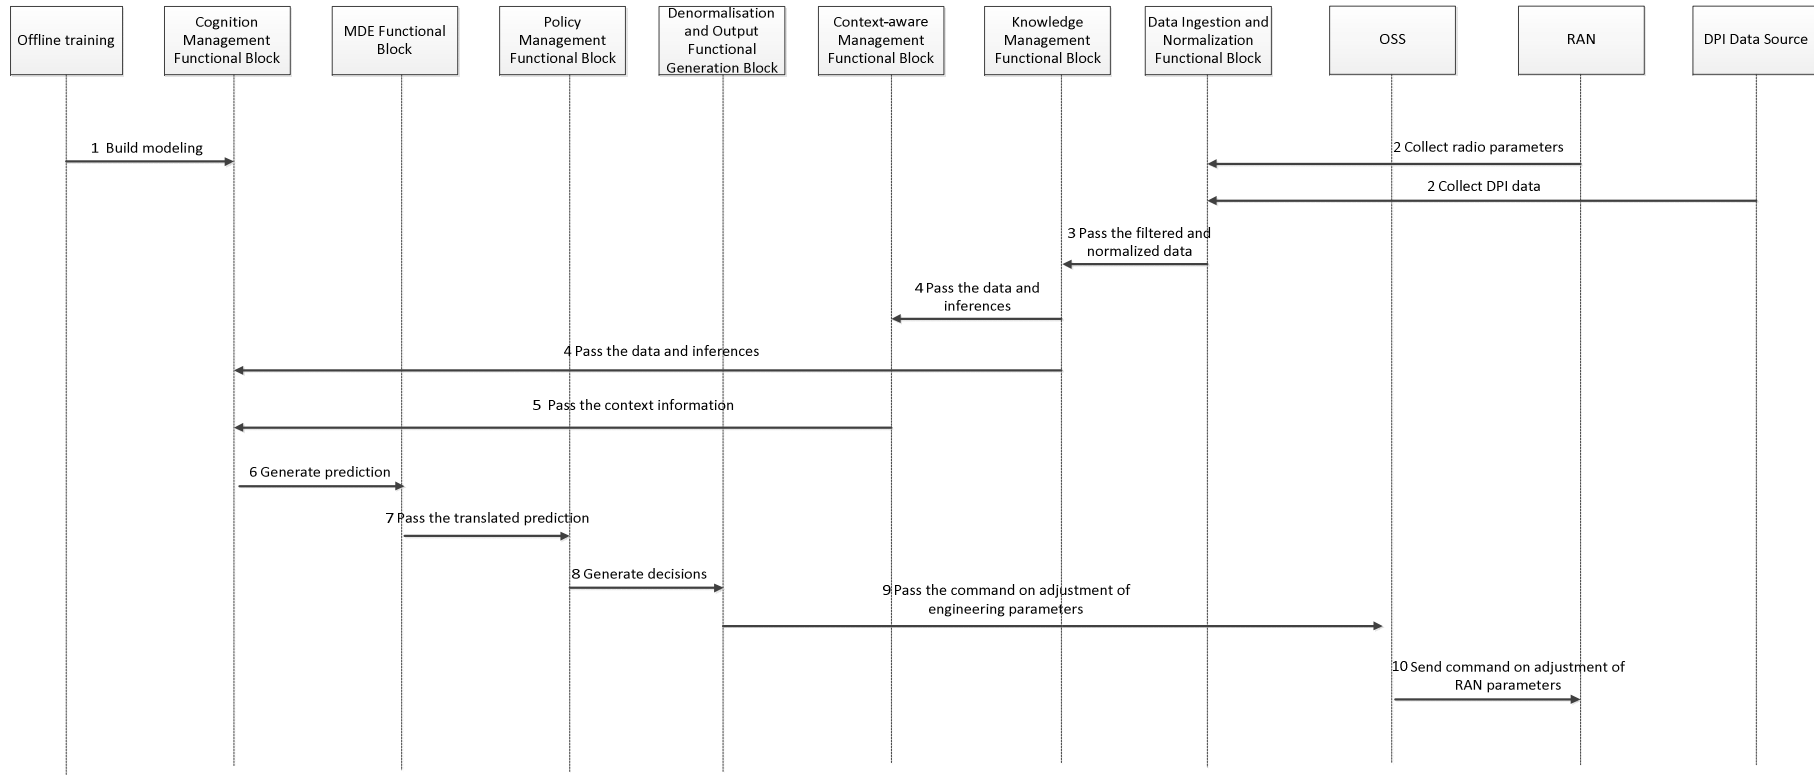 Offline training
Cognition
Management
Functional Block
MDE Functional
Block
Policy
Management
Functional Block
Denormalisation
and Output
Functional
Generation Block
Context-aware
Management
Functional Block
Knowledge
Management
Functional Block
Data Ingestion and
Normalization
Functional Block
OSS
RAN
DPI Data Source
1 Build modeling
2 Collect radio parameters
2 Collect DPI data
3 Pass the filtered and
normalized data
4 Pass the data and
inferences
4 Pass the data and inferences
5 Pass the context information
6 Generate prediction
7 Pass the translated prediction
8 Generate decisions
9 Pass the command on adjustment of
engineering parameters
10 Send command on adjustment of
RAN parameters